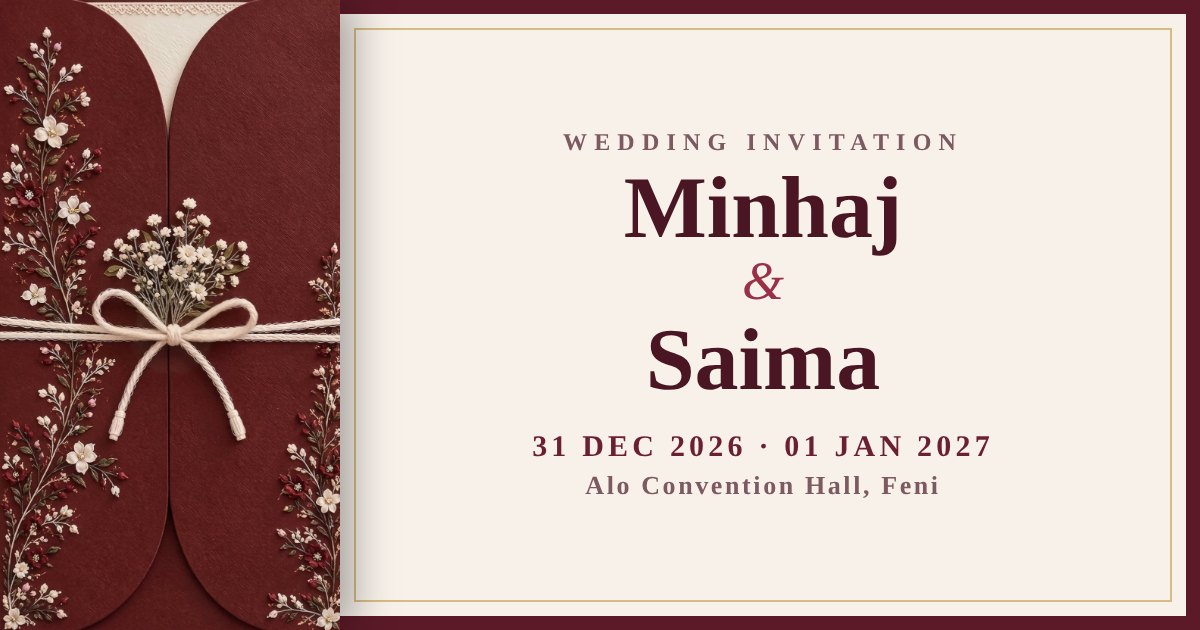 WEDDING INVITATION
Minhaj
&
Saima
31 DEC 2026 · 01 JAN 2027
Alo Convention Hall, Feni